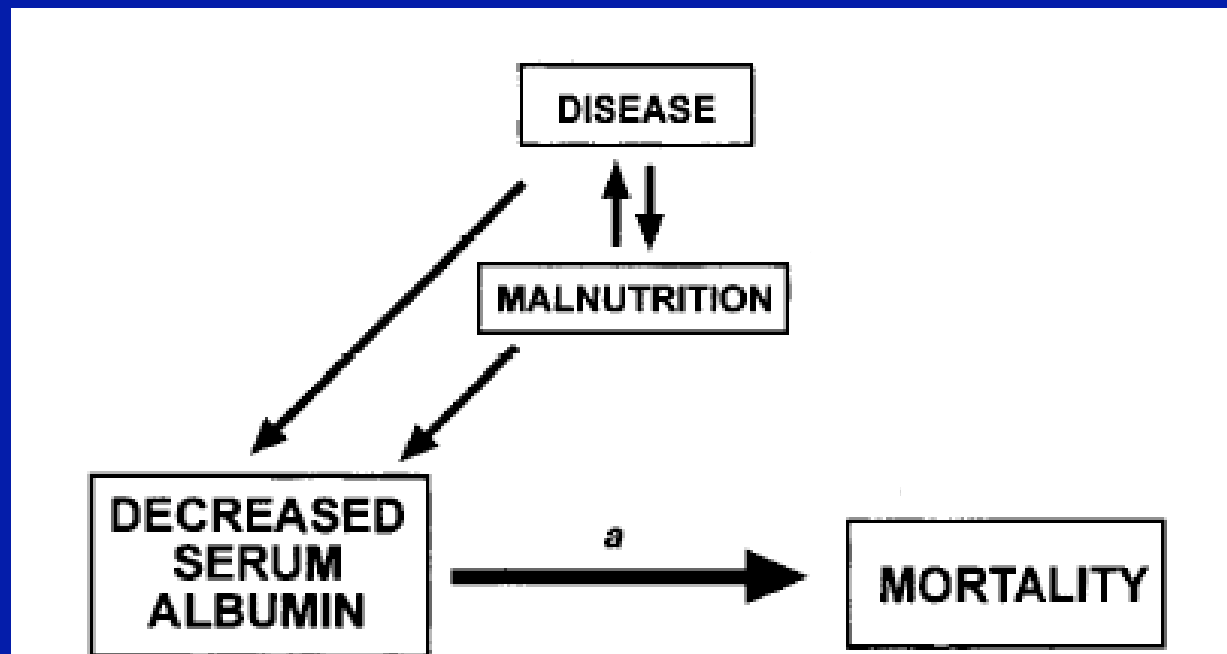 DISEASE
MALNUTRITION
DECREASED
SERUM
ALBUMIN
a
MORTALITY